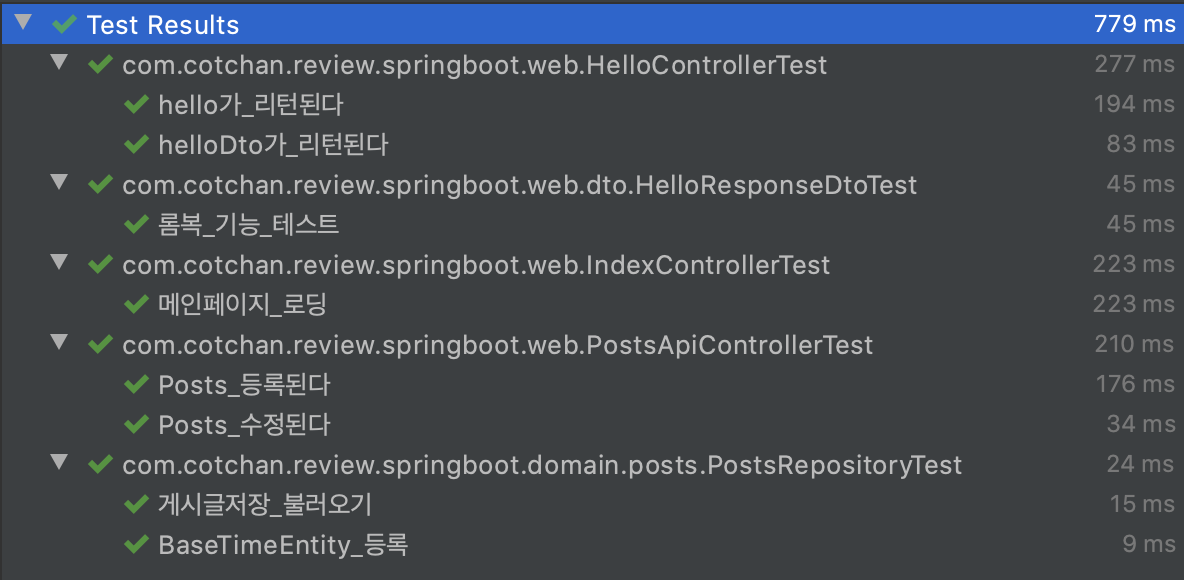 Test Results 779 ms
com.cotchan.review.springboot.web.HelloControllerTest 277 ms
hello가_리턴된다 194 ms
helloDto가_리턴된다 83 ms
com.cotchan.review.springboot.web.dto.HelloResponseDtoTest 45 ms
롬복_기능_테스트 45 ms
com.cotchan.review.springboot.web.IndexControllerTest 223 ms
메인페이지_로딩 223 ms
com.cotchan.review.springboot.web.PostsApiControllerTest 210 ms
Posts_등록된다 176 ms
Posts_수정된다 34 ms
com.cotchan.review.springboot.domain.posts.PostsRepositoryTest 24 ms
게시글저장_불러오기 15 ms
BaseTimeEntity_등록 9 ms